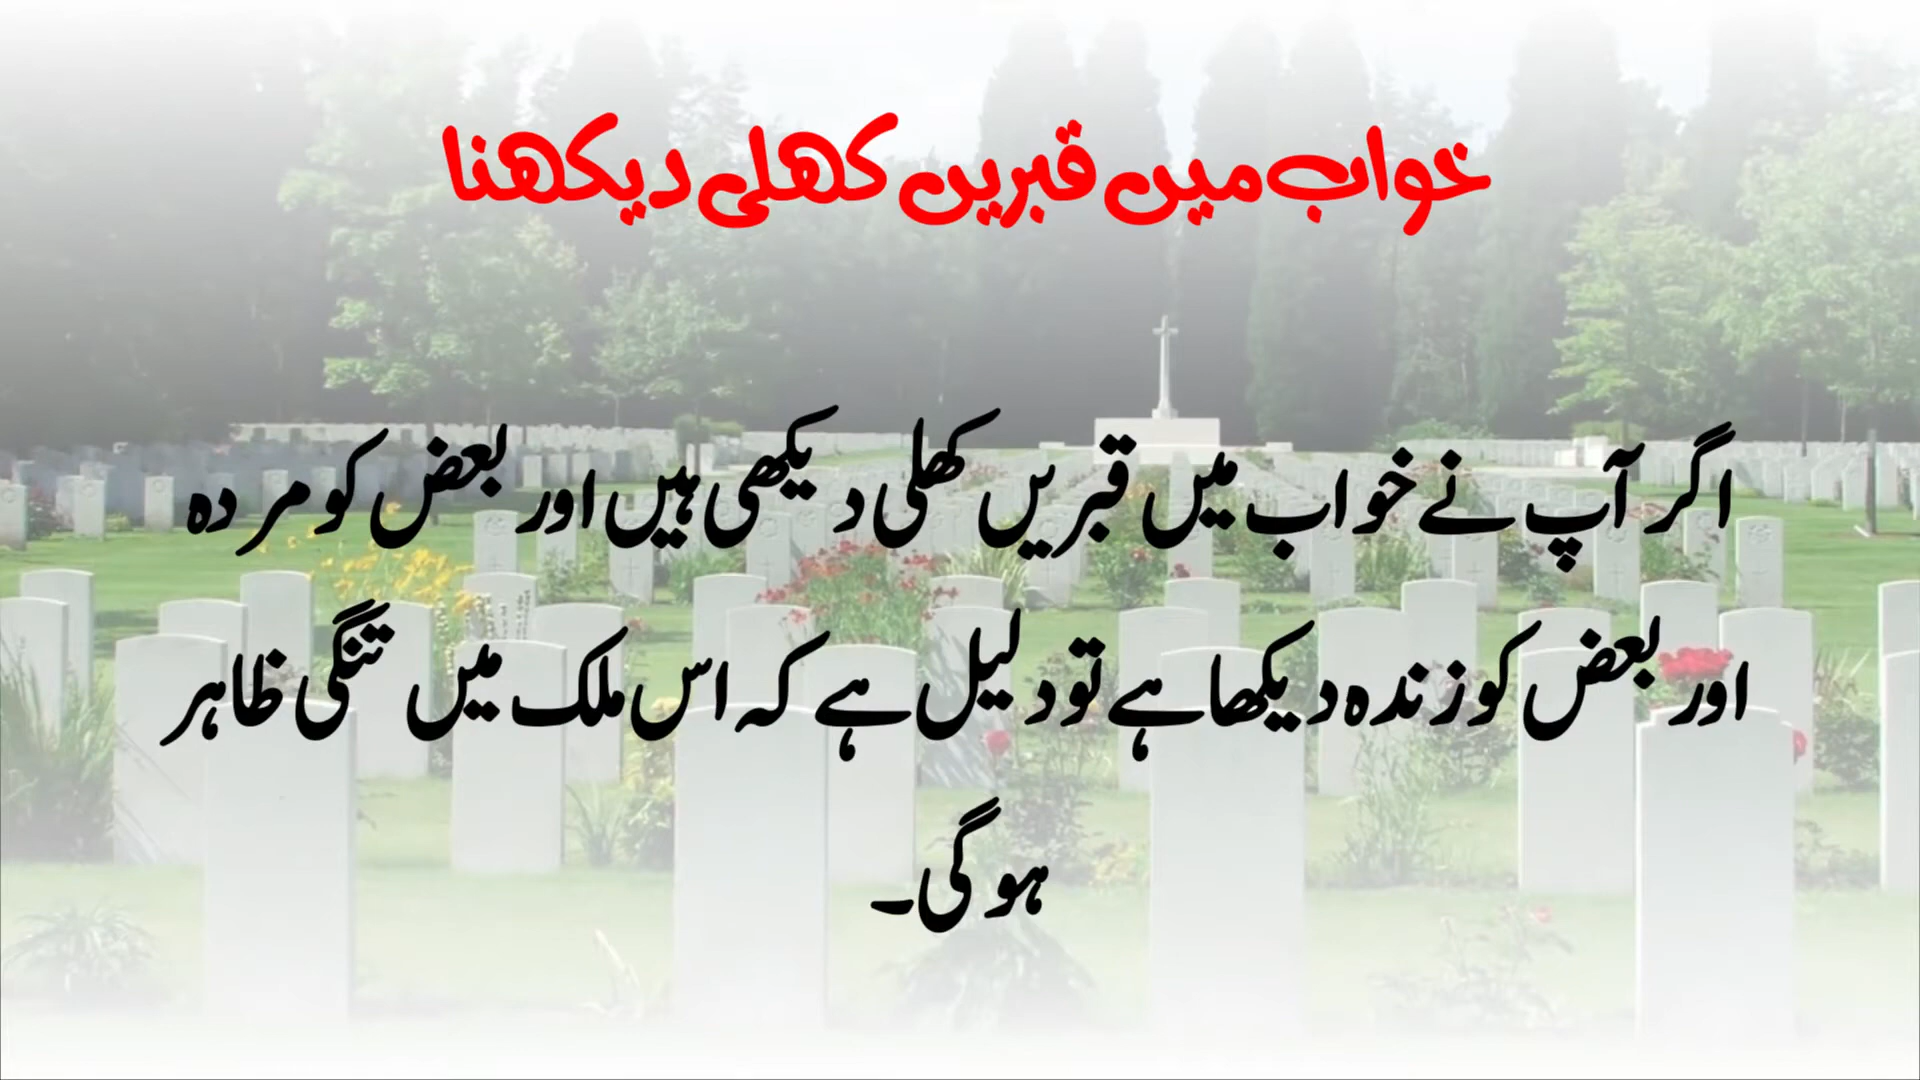 خواب میں قبریں کھلی دیکھنا
اگر آپ نے خواب میں قبریں کھلی دیکھی ہیں اور بعض کو مردہ
اور بعض کو زندہ دیکھا ہے تو دلیل ہے کہ اس ملک میں تنگی ظاہر
ہو گی۔